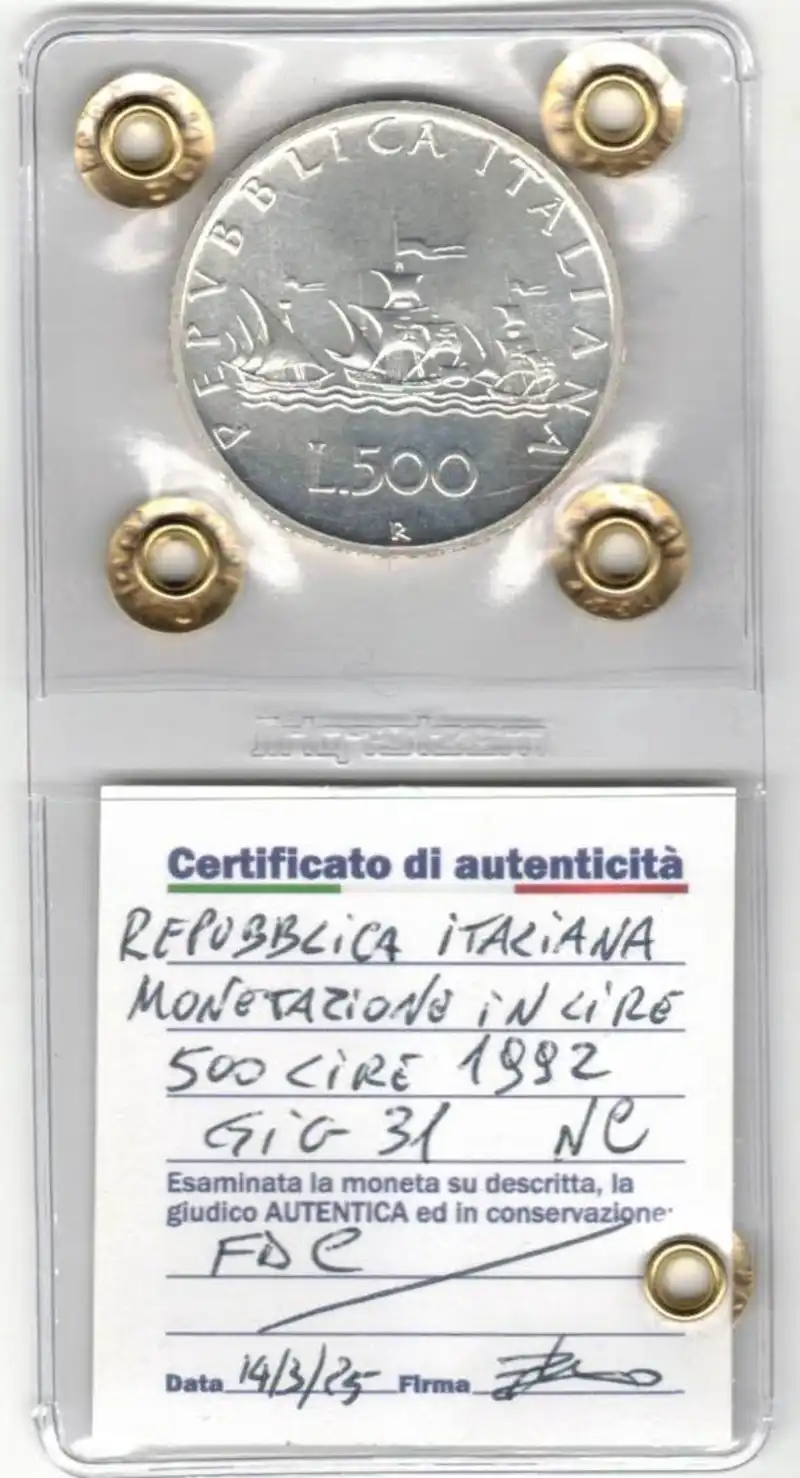 REPVBBLICA ITALIANA
L.500
R
Certificato di autenticità
REPUBBLICA ITALIANA
MONETAZIONE IN LIRE
500 LIRE 1992
GIG 31 NC
Esaminata la moneta su descritta, la
giudico AUTENTICA ed in conservazione:
FDC
Data 14/3/25 Firma